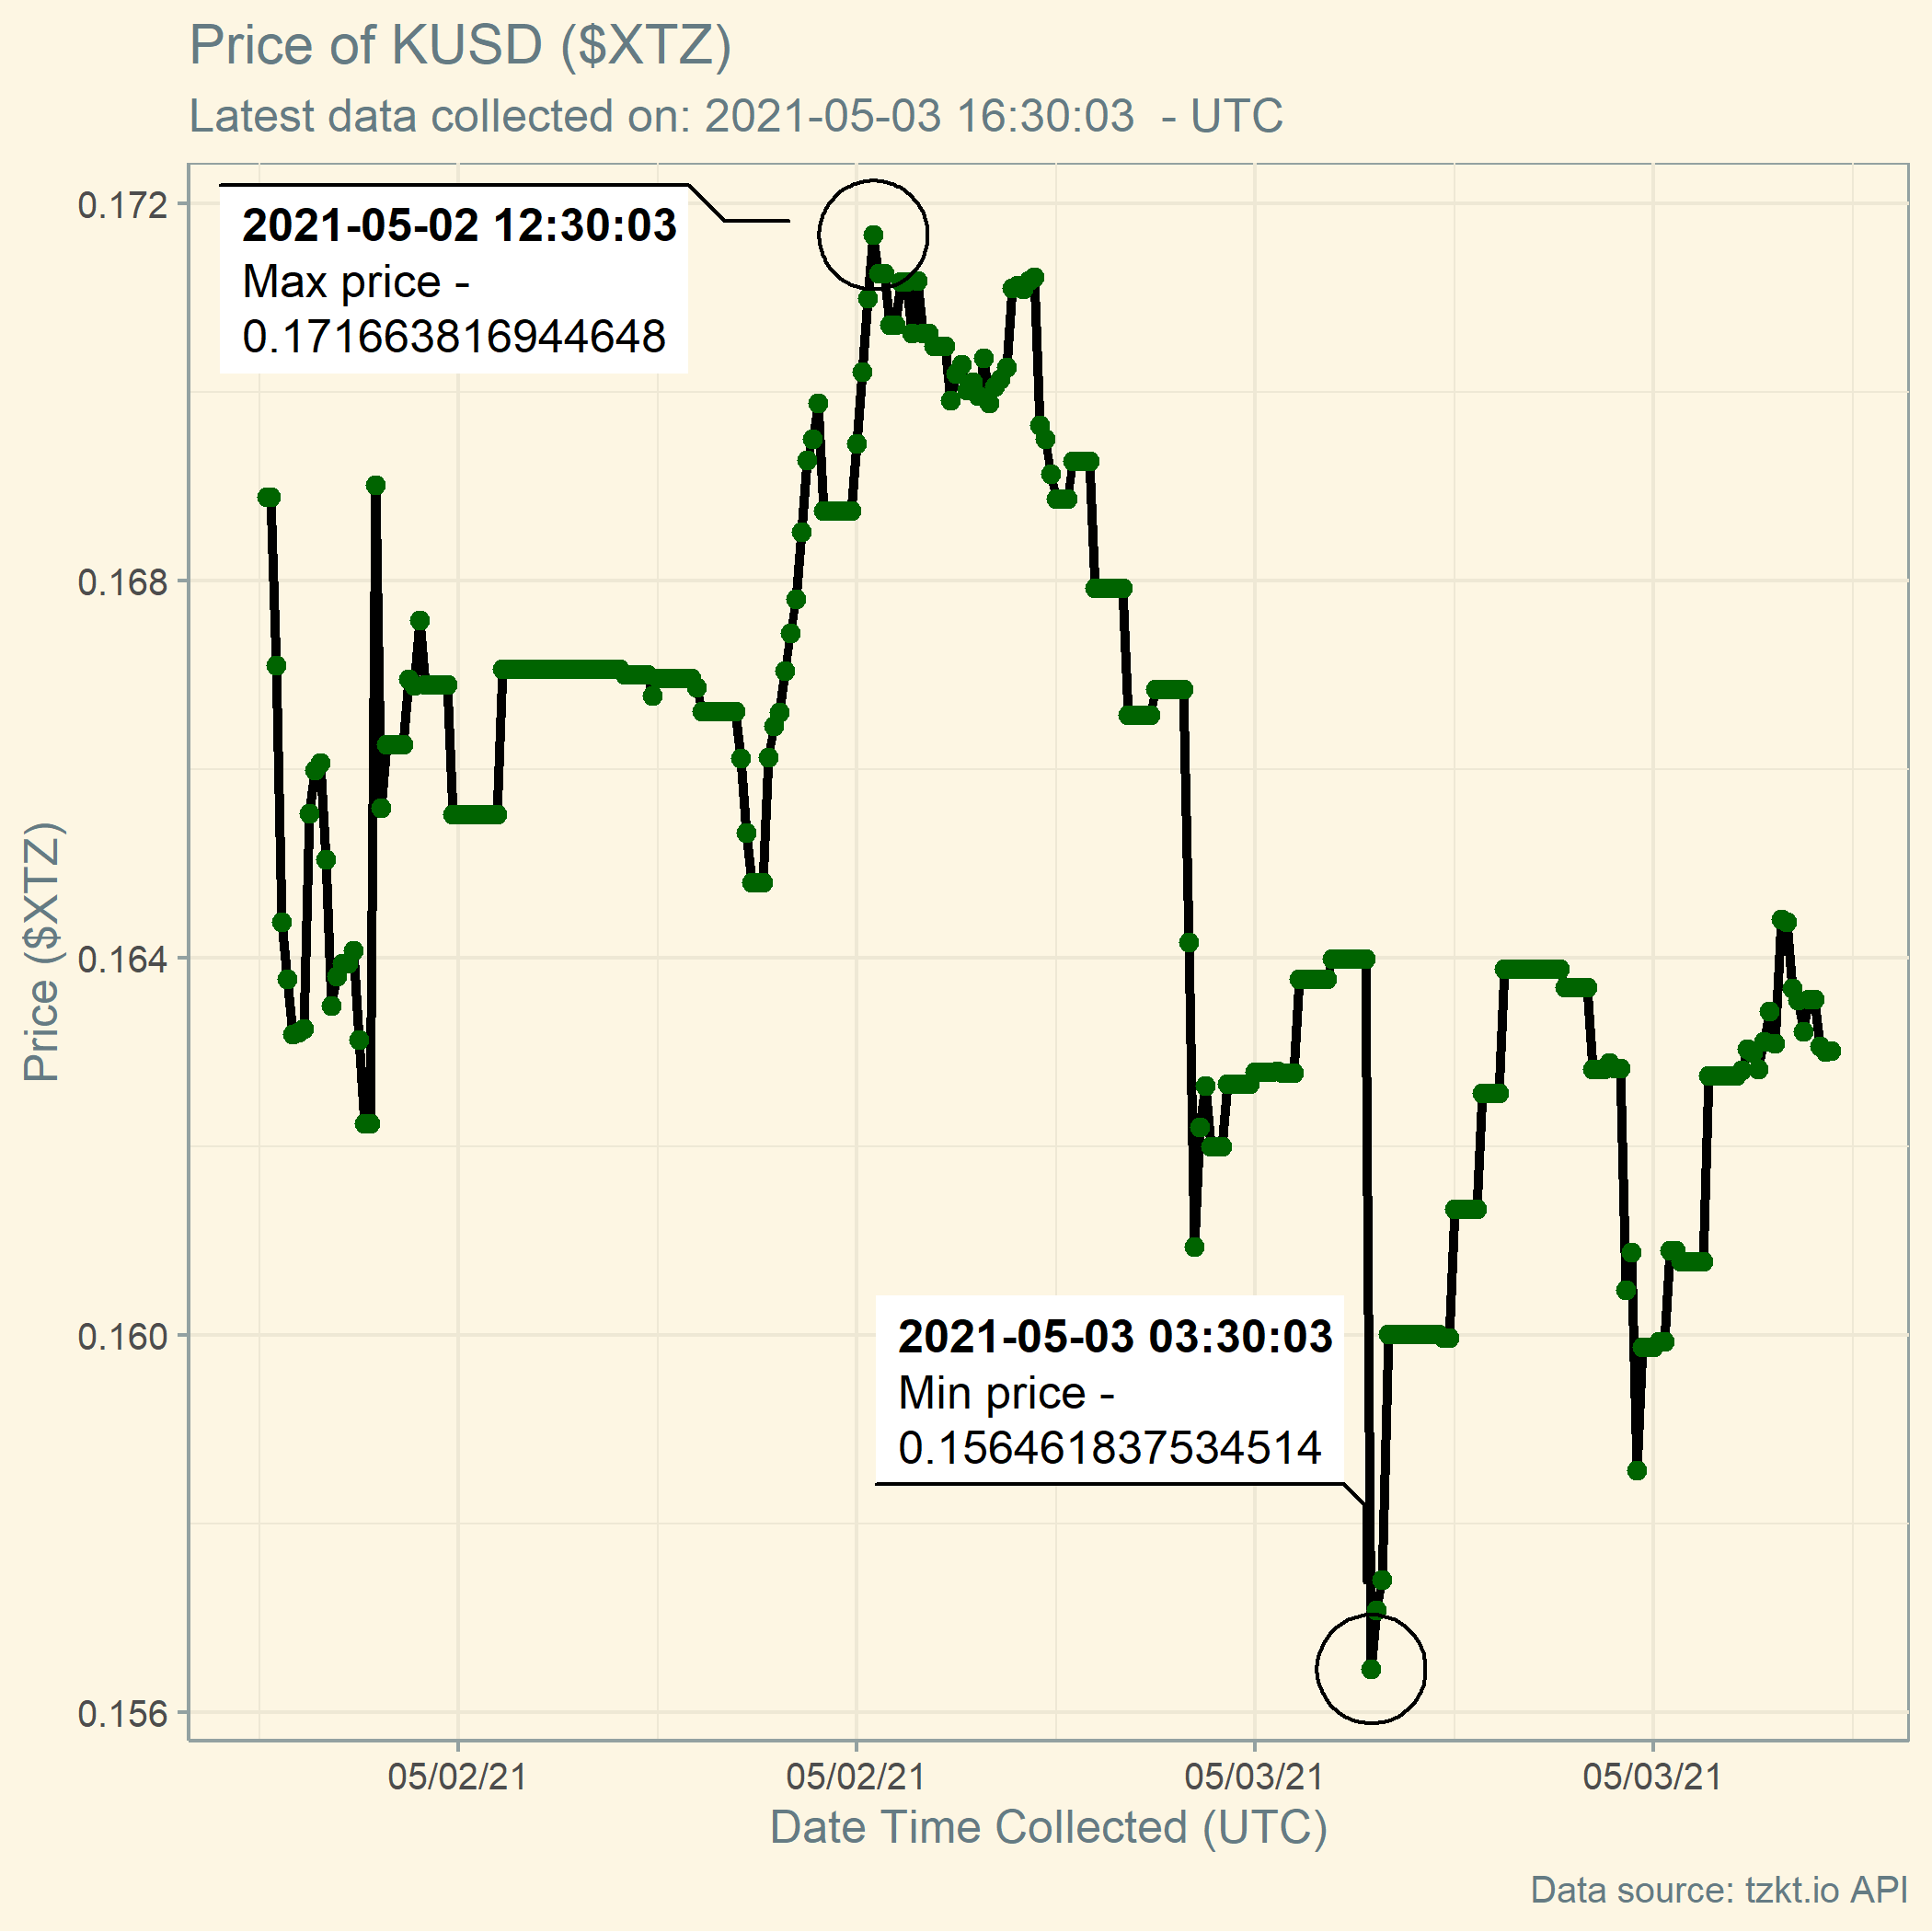 Price of KUSD ($XTZ)
Latest data collected on: 2021-05-03 16:30:03  - UTC
2021-05-02 12:30:03
Max price -
0.171663816944648
0.172
0.168
0.164
0.160
0.156
Price ($XTZ)
2021-05-03 03:30:03
Min price -
0.156461837534514
05/02/21 05/02/21 05/03/21 05/03/21
Date Time Collected (UTC)
Data source: tzkt.io API